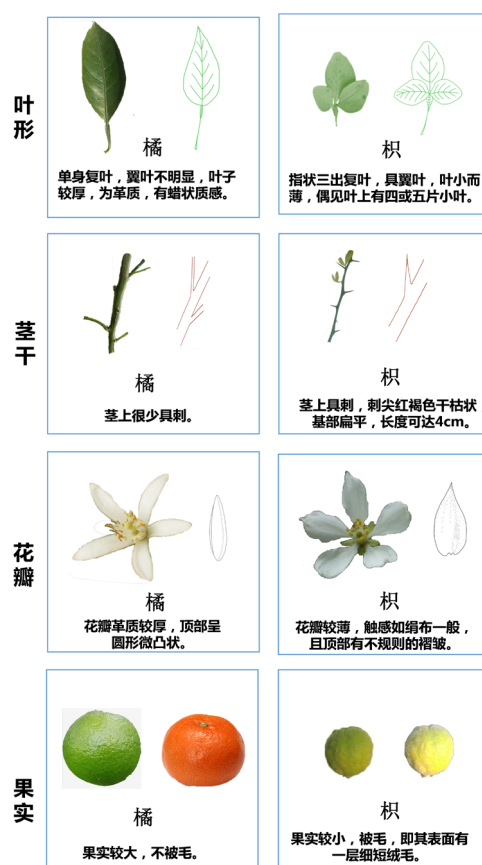 叶形
橘
单身复叶，翼叶不明显，叶子
较厚，为革质，有蜡状质感。
枳
指状三出复叶，具翼叶，叶小而
薄，偶见叶上有四或五片小叶。
茎干
橘
茎上很少具刺。
枳
茎上具刺，刺尖红褐色干枯状，
基部扁平，长度可达4cm。
花瓣
橘
花瓣革质较厚，顶部呈
圆形微凸状。
枳
花瓣较薄，触感如绢布一般，
且顶部有不规则的褶皱。
果实
橘
果实较大，不被毛。
枳
果实较小，被毛，即其表面有
一层细短绒毛。